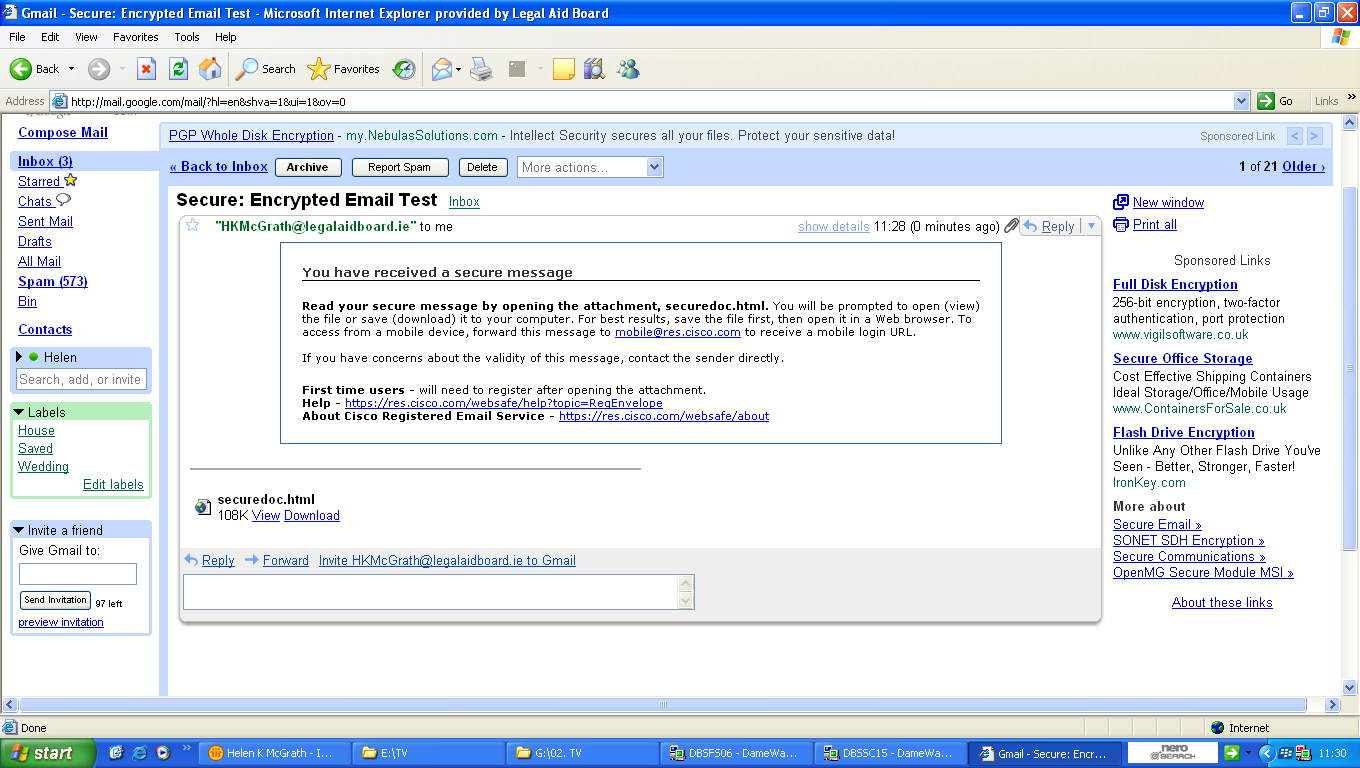 Gmail - Secure: Encrypted Email Test - Microsoft Internet Explorer provided by Legal Aid Board
File Edit View Favorites Tools Help
Back Search Favorites
Address http://mail.google.com/mail/?hl=en&shva=1&ui=1&ov=0 Go Links »
Compose Mail
Inbox (3)
Starred
Chats
Sent Mail
Drafts
All Mail
Spam (573)
Bin
Contacts
Helen
Search, add, or invite
Labels
House
Saved
Wedding
Edit labels
Invite a friend
Give Gmail to:
Send Invitation 97 left
preview invitation
PGP Whole Disk Encryption - my.NebulasSolutions.com - Intellect Security secures all your files. Protect your sensitive data!
Sponsored Link < >
« Back to Inbox Archive Report Spam Delete More actions... 1 of 21 Older ›
Secure: Encrypted Email Test Inbox
"HKMcGrath@legalaidboard.ie" to me show details 11:28 (0 minutes ago) Reply
You have received a secure message
Read your secure message by opening the attachment, securedoc.html. You will be prompted to open (view)
the file or save (download) it to your computer. For best results, save the file first, then open it in a Web browser. To
access from a mobile device, forward this message to mobile@res.cisco.com to receive a mobile login URL.
If you have concerns about the validity of this message, contact the sender directly.
First time users - will need to register after opening the attachment.
Help - https://res.cisco.com/websafe/help?topic=RegEnvelope
About Cisco Registered Email Service - https://res.cisco.com/websafe/about
securedoc.html
108K View Download
Reply Forward Invite HKMcGrath@legalaidboard.ie to Gmail
New window
Print all
Sponsored Links
Full Disk Encryption
256-bit encryption, two-factor
authentication, port protection
www.vigilsoftware.co.uk
Secure Office Storage
Cost Effective Shipping Containers
Ideal Storage/Office/Mobile Usage
www.ContainersForSale.co.uk
Flash Drive Encryption
Unlike Any Other Flash Drive You've
Seen - Better, Stronger, Faster!
IronKey.com
More about
Secure Email »
SONET SDH Encryption »
Secure Communications »
OpenMG Secure Module MSI »
About these links
Done Internet
start » Helen K McGrath - I... E:\TV G:\02. TV DBSFS06 - DameWa... DBSSC15 - DameWa... Gmail - Secure: Encr... nero SEARCH 11:30